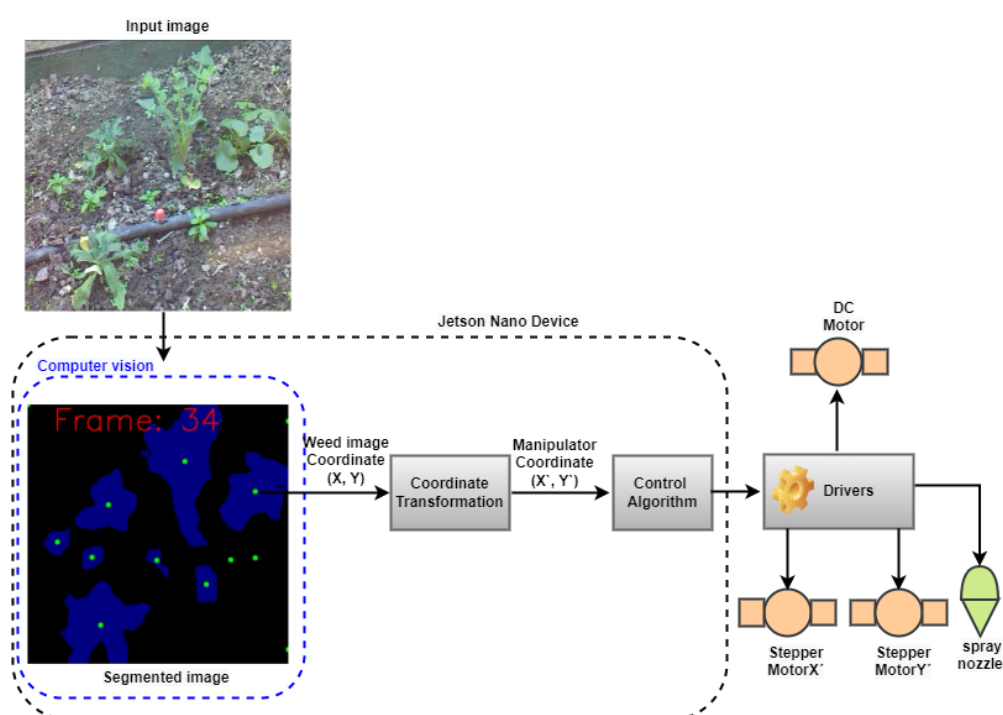 Input image
Jetson Nano Device
Computer vision
Frame: 34
Segmented image
Weed image
Coordinate
(X, Y)
Coordinate
Transformation
Manipulator
Coordinate
(X`, Y`)
Control
Algorithm
Drivers
DC
Motor
Stepper
MotorX´
Stepper
MotorY´
spray
nozzle